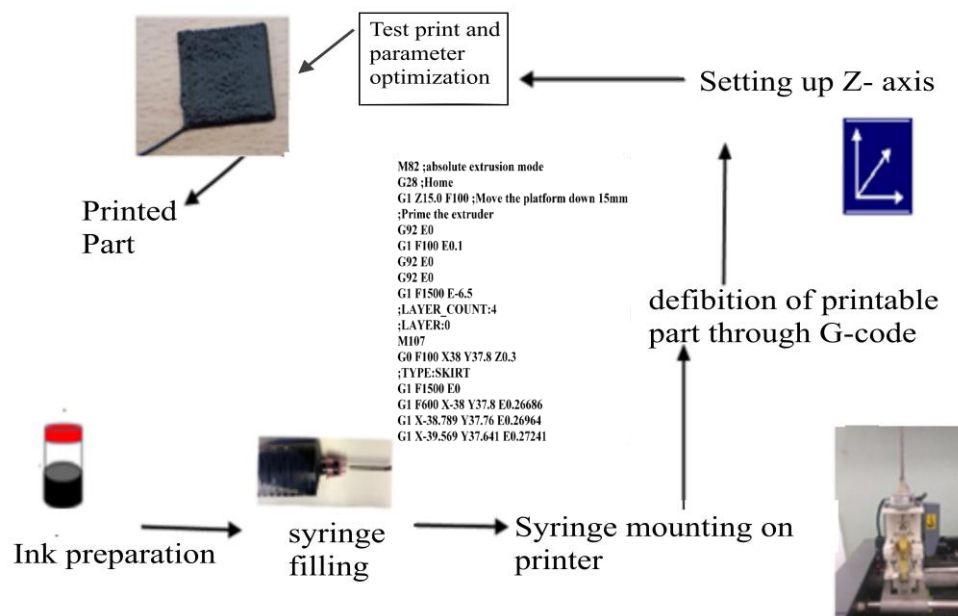 Test print and
parameter
optimization
Setting up Z- axis
Printed
Part
M82 ;absolute extrusion mode
G28 ;Home
G1 Z15.0 F100 ;Move the platform down 15mm
;Prime the extruder
G92 E0
G1 F100 E0.1
G92 E0
G92 E0
G1 F1500 E-6.5
;LAYER_COUNT:4
;LAYER:0
M107
G0 F100 X38 Y37.8 Z0.3
;TYPE:SKIRT
G1 F1500 E0
G1 F600 X-38 Y37.8 E0.26686
G1 X-38.789 Y37.76 E0.26964
G1 X-39.569 Y37.641 E0.27241
defibition of printable
part through G-code
Ink preparation
syringe
filling
Syringe mounting on
printer